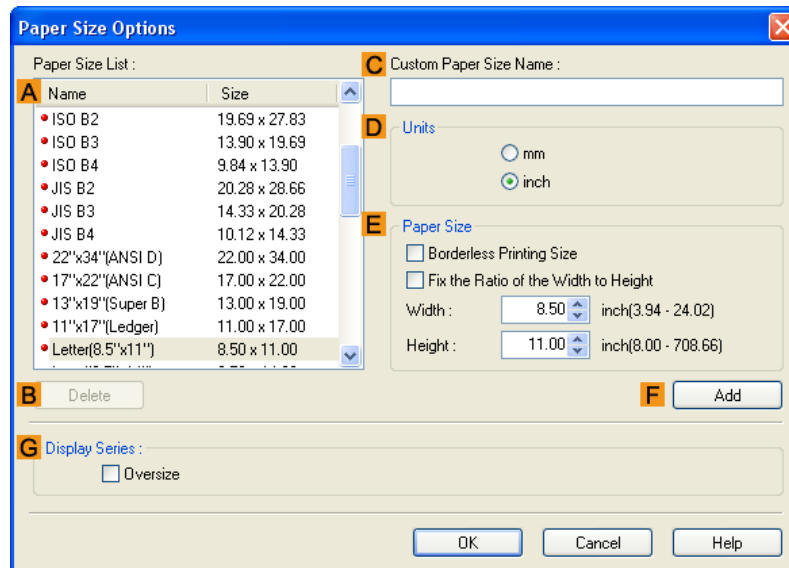 Paper Size Options
Paper Size List :
A
Name Size
ISO B2 19.69 x 27.83
ISO B3 13.90 x 19.69
ISO B4 9.84 x 13.90
JIS B2 20.28 x 28.66
JIS B3 14.33 x 20.28
JIS B4 10.12 x 14.33
22"x34"(ANSI D) 22.00 x 34.00
17"x22"(ANSI C) 17.00 x 22.00
13"x19"(Super B) 13.00 x 19.00
11"x17"(Ledger) 11.00 x 17.00
Letter(8.5"x11") 8.50 x 11.00
B Delete
C Custom Paper Size Name :
D Units
mm
inch
E Paper Size
Borderless Printing Size
Fix the Ratio of the Width to Height
Width : 8.50 inch(3.94 - 24.02)
Height : 11.00 inch(8.00 - 708.66)
F Add
G Display Series :
Oversize
OK Cancel Help